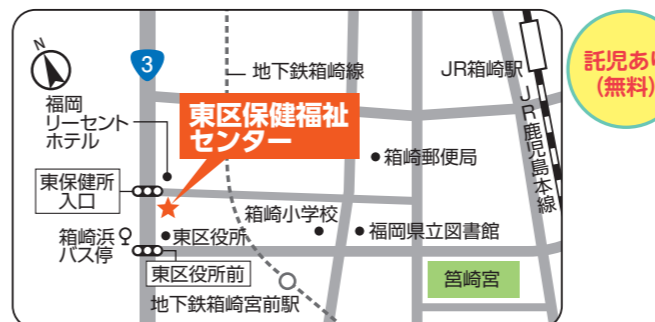 N
3
地下鉄箱崎線
JR箱崎駅
託児あり
(無料)
福岡
リーセント
ホテル
東区保健福祉
センター
JR鹿児島本線
箱崎郵便局
東保健所
入口
箱崎小学校
箱崎浜
バス停
東区役所
福岡県立図書館
東区役所前
筥崎宮
地下鉄箱崎宮前駅